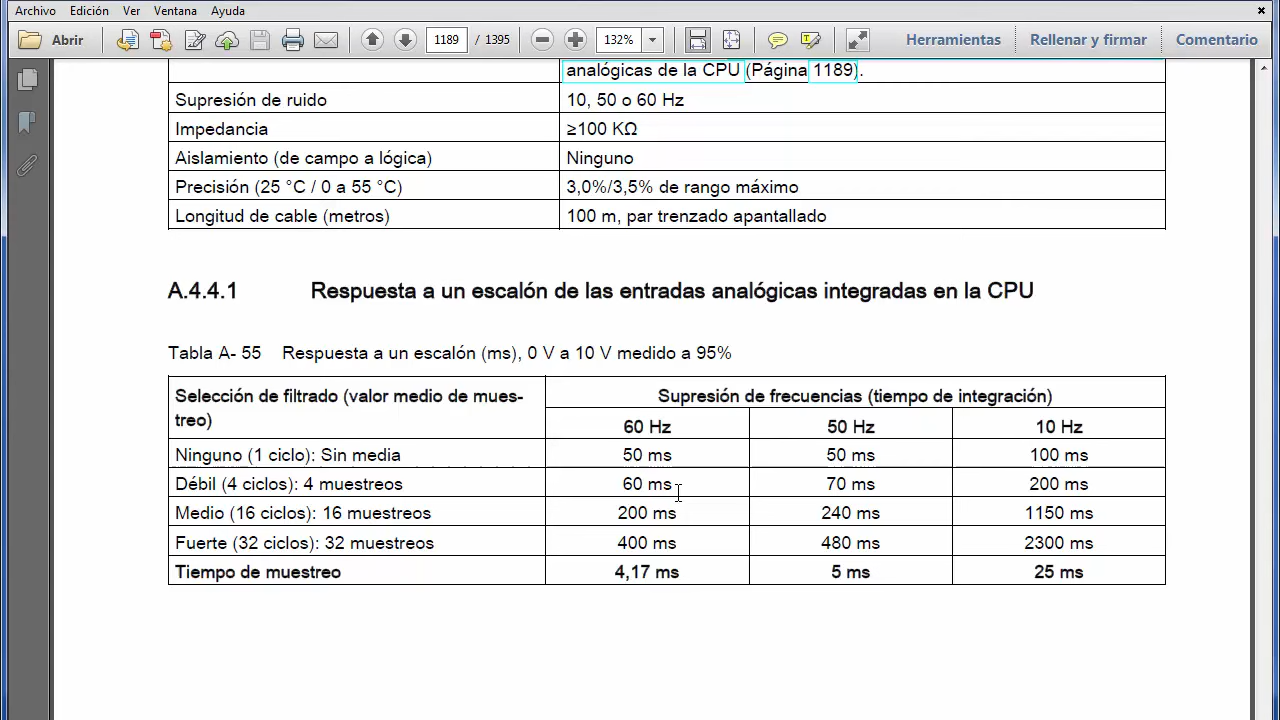 Archivo Edición Ver Ventana Ayuda
Abrir 1189 / 1395 132% Herramientas Rellenar y firmar Comentario
analógicas de la CPU (Página 1189).
Supresión de ruido 10, 50 o 60 Hz
Impedancia ≥100 KΩ
Aislamiento (de campo a lógica) Ninguno
Precisión (25 °C / 0 a 55 °C) 3,0%/3,5% de rango máximo
Longitud de cable (metros) 100 m, par trenzado apantallado
A.4.4.1 Respuesta a un escalón de las entradas analógicas integradas en la CPU
Tabla A- 55 Respuesta a un escalón (ms), 0 V a 10 V medido a 95%
Selección de filtrado (valor medio de mues-
treo)
Supresión de frecuencias (tiempo de integración)
60 Hz 50 Hz 10 Hz
Ninguno (1 ciclo): Sin media 50 ms 50 ms 100 ms
Débil (4 ciclos): 4 muestreos 60 ms 70 ms 200 ms
Medio (16 ciclos): 16 muestreos 200 ms 240 ms 1150 ms
Fuerte (32 ciclos): 32 muestreos 400 ms 480 ms 2300 ms
Tiempo de muestreo 4,17 ms 5 ms 25 ms